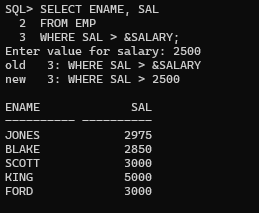 SQL> SELECT ENAME, SAL
  2  FROM EMP
  3  WHERE SAL > &SALARY;
Enter value for salary: 2500
old   3: WHERE SAL > &SALARY
new   3: WHERE SAL > 2500

ENAME             SAL
---------- ----------
JONES            2975
BLAKE            2850
SCOTT            3000
KING             5000
FORD             3000